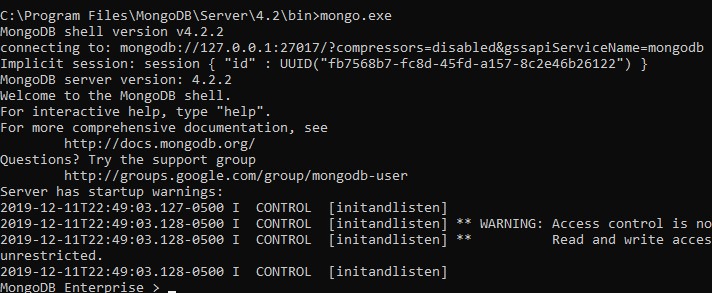 C:\Program Files\MongoDB\Server\4.2\bin>mongo.exe
MongoDB shell version v4.2.2
connecting to: mongodb://127.0.0.1:27017/?compressors=disabled&gssapiServiceName=mongodb
Implicit session: session { "id" : UUID("fb7568b7-fc8d-45fd-a157-8c2e46b26122") }
MongoDB server version: 4.2.2
Welcome to the MongoDB shell.
For interactive help, type "help".
For more comprehensive documentation, see
        http://docs.mongodb.org/
Questions? Try the support group
        http://groups.google.com/group/mongodb-user
Server has startup warnings:
2019-12-11T22:49:03.127-0500 I  CONTROL  [initandlisten]
2019-12-11T22:49:03.128-0500 I  CONTROL  [initandlisten] ** WARNING: Access control is no
2019-12-11T22:49:03.128-0500 I  CONTROL  [initandlisten] **          Read and write acces
unrestricted.
2019-12-11T22:49:03.128-0500 I  CONTROL  [initandlisten]
MongoDB Enterprise > _